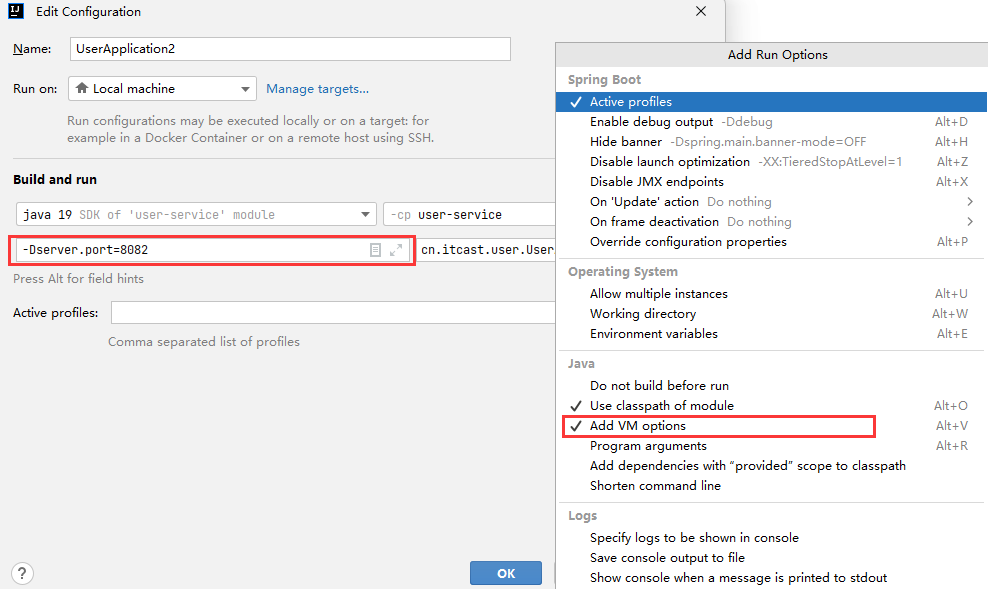 Edit Configuration
Name: UserApplication2
Run on: Local machine Manage targets...
Run configurations may be executed locally or on a target: for
example in a Docker Container or on a remote host using SSH.
Build and run
java 19 SDK of 'user-service' module -cp user-service
-Dserver.port=8082 cn.itcast.user.User
Press Alt for field hints
Active profiles:
Comma separated list of profiles
?
OK
Add Run Options
Spring Boot
Active profiles
Enable debug output -Ddebug Alt+D
Hide banner -Dspring.main.banner-mode=OFF Alt+H
Disable launch optimization -XX:TieredStopAtLevel=1 Alt+Z
Disable JMX endpoints Alt+X
On 'Update' action Do nothing
On frame deactivation Do nothing
Override configuration properties Alt+P
Operating System
Allow multiple instances Alt+U
Working directory Alt+W
Environment variables Alt+E
Java
Do not build before run
Use classpath of module Alt+O
Add VM options Alt+V
Program arguments Alt+R
Add dependencies with “provided” scope to classpath
Shorten command line
Logs
Specify logs to be shown in console
Save console output to file
Show console when a message is printed to stdout